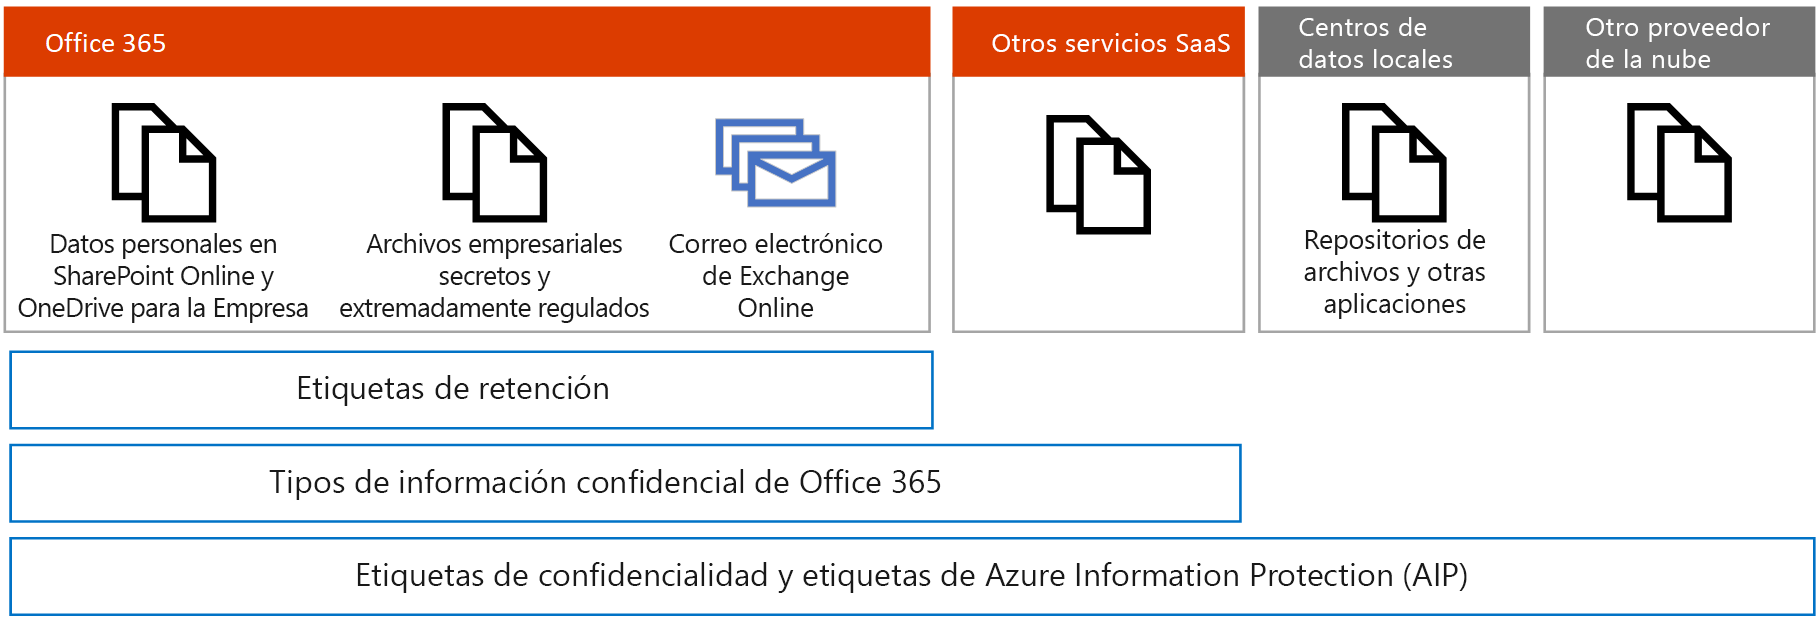 Office 365
Otros servicios SaaS
Centros de
datos locales
Otro proveedor
de la nube
Datos personales en
SharePoint Online y
OneDrive para la Empresa
Archivos empresariales
secretos y
extremadamente regulados
Correo electrónico
de Exchange
Online
Repositorios de
archivos y otras
aplicaciones
Etiquetas de retención
Tipos de información confidencial de Office 365
Etiquetas de confidencialidad y etiquetas de Azure Information Protection (AIP)